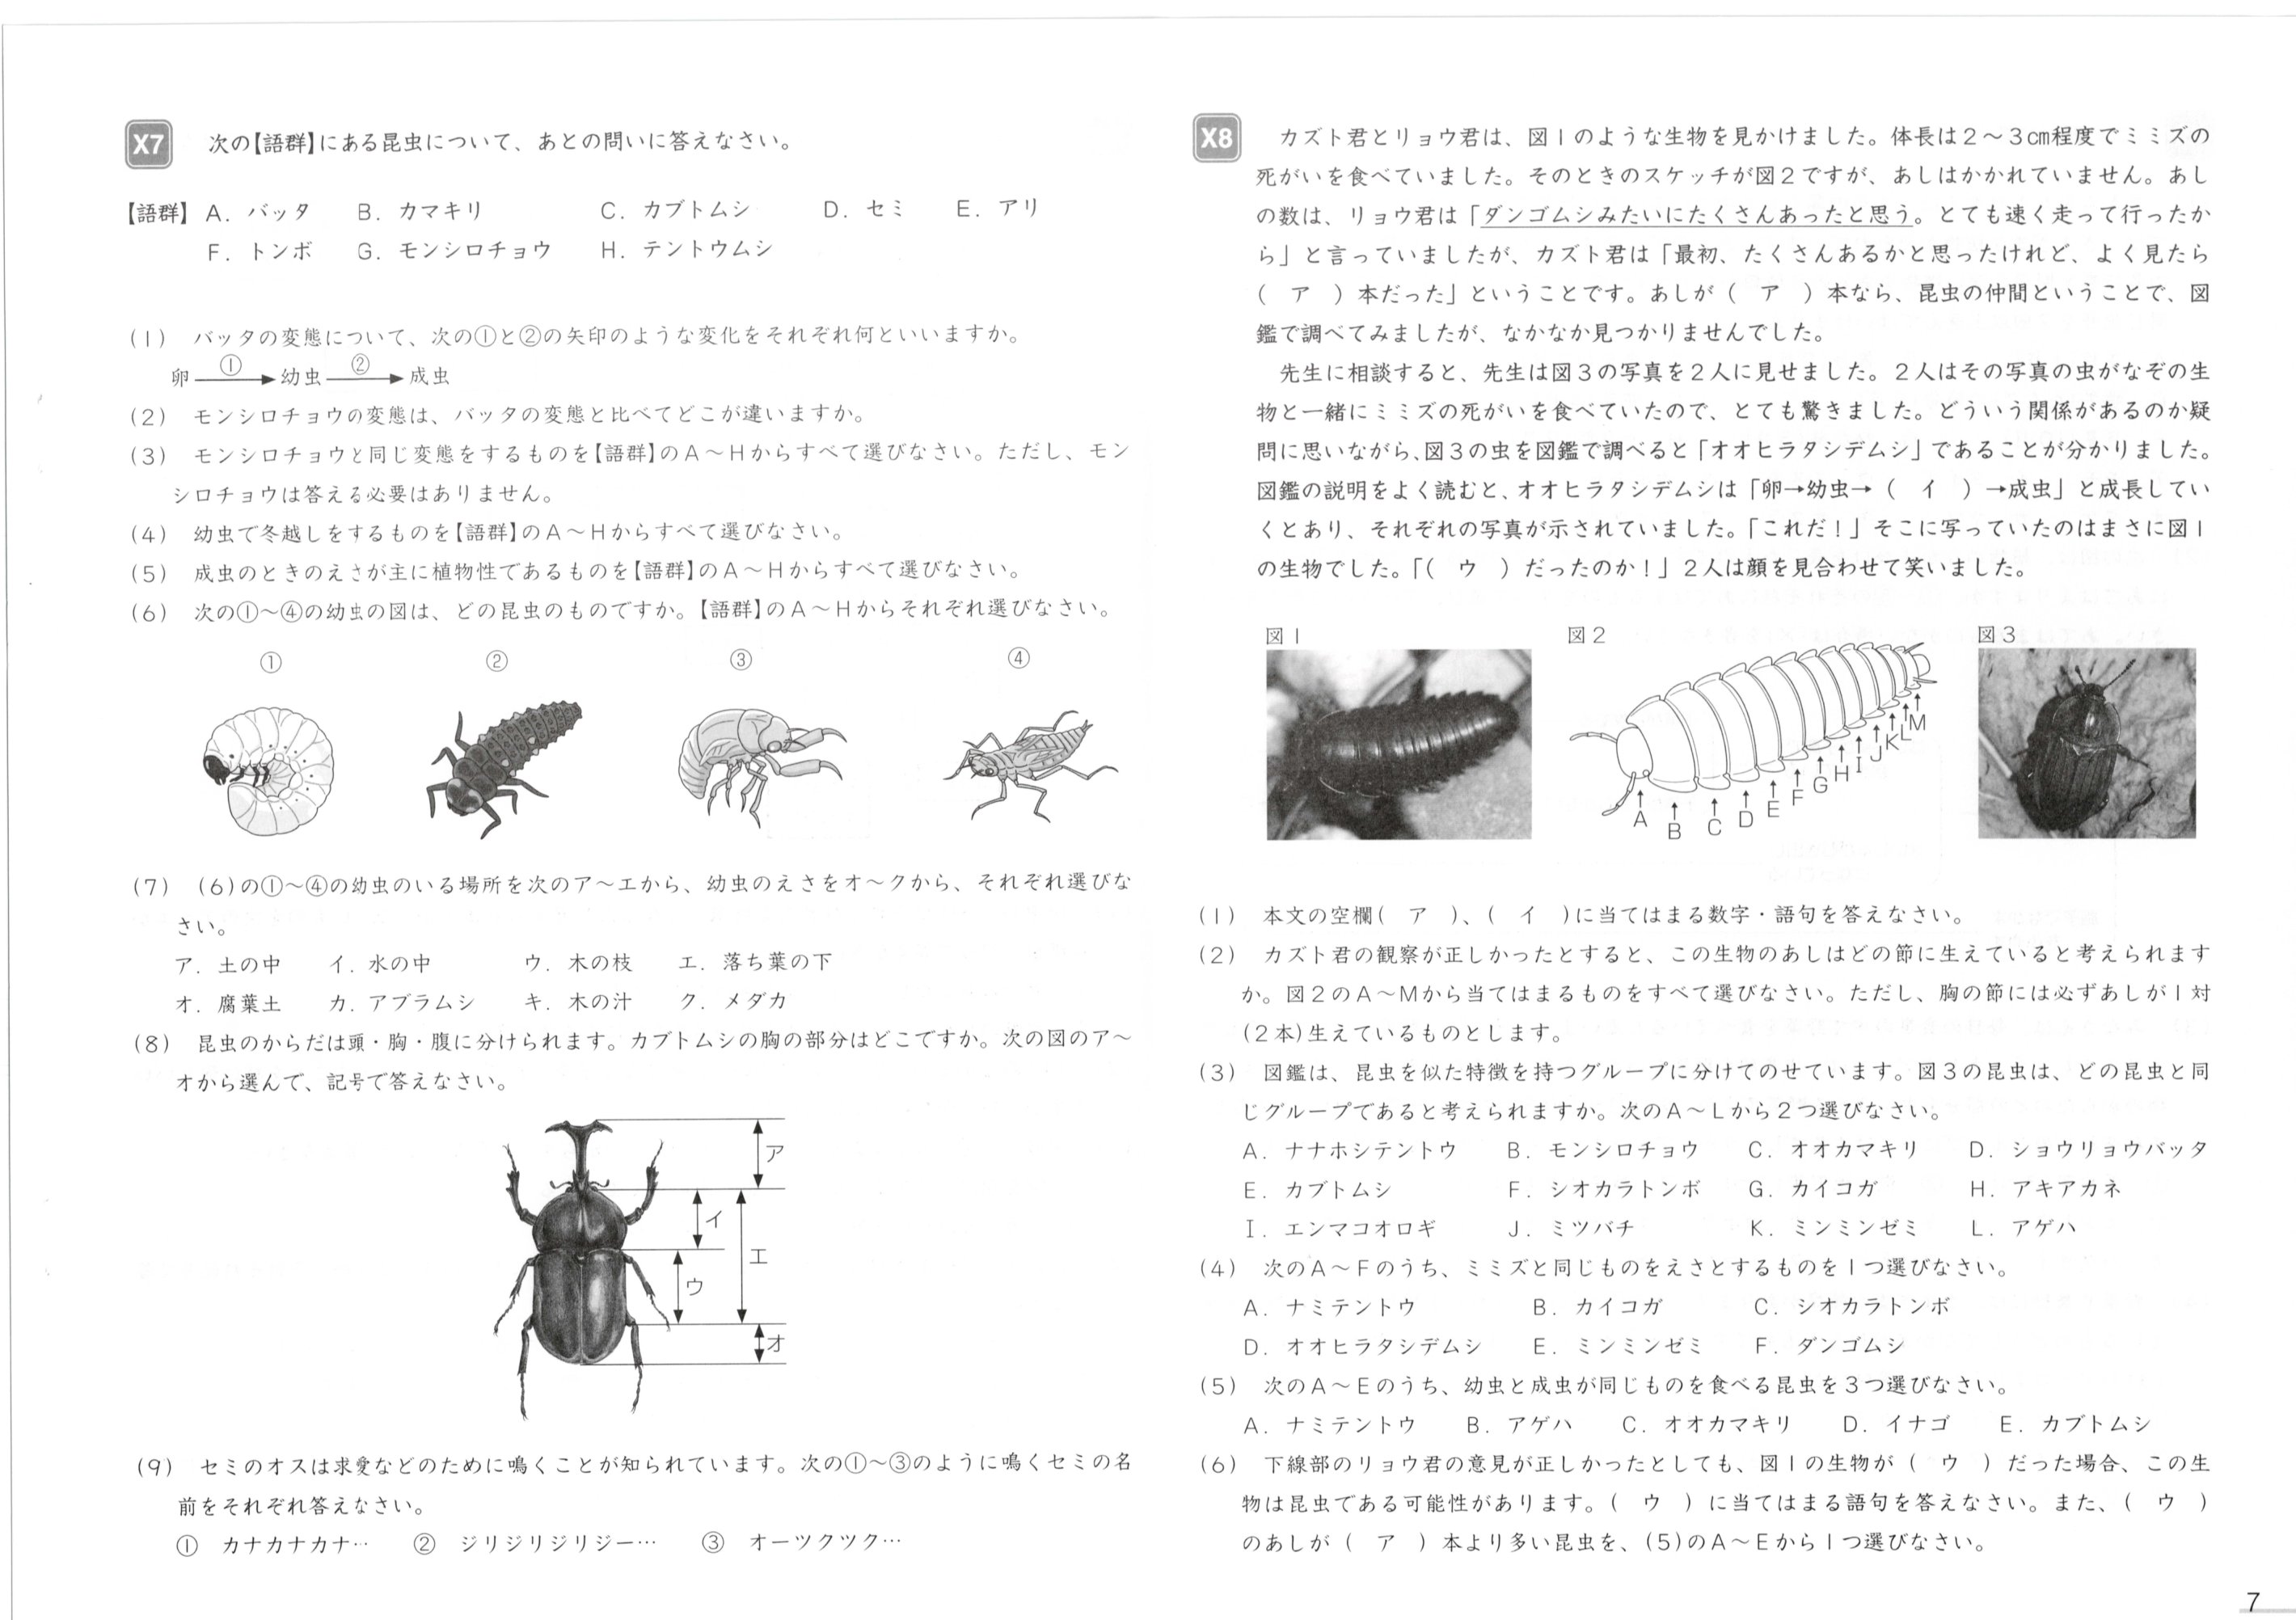 X7 次の【語群】にある昆虫について、あとの問いに答えなさい。
【語群】 A. バッタ B. カマキリ C. カブトムシ D. セミ E. アリ
F. トンボ G. モンシロチョウ H. テントウムシ
(1) バッタの変態について、次の①と②の矢印のような変化をそれぞれ何といいますか。
① ②
卵→幼虫→成虫
(2) モンシロチョウの変態は、バッタの変態と比べてどこが違いますか。
(3) モンシロチョウと同じ変態をするものを【語群】のA～Hからすべて選びなさい。ただし、モン
シロチョウは答える必要はありません。
(4) 幼虫で冬越しをするものを【語群】のA～Hからすべて選びなさい。
(5) 成虫のときのえさが主に植物性であるものを【語群】のA～Hからすべて選びなさい。
(6) 次の①～④の幼虫の図は、どの昆虫のものですか。【語群】のA～Hからそれぞれ選びなさい。
① ② ③ ④
(7) (6)の①～④の幼虫のいる場所を次のア～エから、幼虫のえさをオ～クから、それぞれ選びな
さい。
ア. 土の中 イ. 水の中 ウ. 木の枝 エ. 落ち葉の下
オ. 腐葉土 カ. アブラムシ キ. 木の汁 ク. メダカ
(8) 昆虫のからだは頭・胸・腹に分けられます。カブトムシの胸の部分はどこですか。次の図のア～
オから選んで、記号で答えなさい。
ア
イ
エ
ウ
オ
(9) セミのオスは求愛などのために鳴くことが知られています。次の①～③のように鳴くセミの名
前をそれぞれ答えなさい。
① カナカナカナ… ② ジリジリジリジー… ③ オーツクツク…
X8 カズト君とリョウ君は、図1のような生物を見かけました。体長は2～3cm程度でミミズの
死がいを食べていました。そのときのスケッチが図2ですが、あしはかかれていません。あし
の数は、リョウ君は「ダンゴムシみたいにたくさんあったと思う。とても速く走って行ったか
ら」と言っていましたが、カズト君は「最初、たくさんあるかと思ったけれど、よく見たら
( ア )本だった」ということです。あしが( ア )本なら、昆虫の仲間ということで、図
鑑で調べてみましたが、なかなか見つかりませんでした。
先生に相談すると、先生は図3の写真を2人に見せました。2人はその写真の虫がなぞの生
物と一緒にミミズの死がいを食べていたので、とても驚きました。どういう関係があるのか疑
問に思いながら、図3の虫を図鑑で調べると「オオヒラタシデムシ」であることが分かりました。
図鑑の説明をよく読むと、オオヒラタシデムシは「卵→幼虫→( イ )→成虫」と成長してい
くとあり、それぞれの写真が示されていました。「これだ！」そこに写っていたのはまさに図1
の生物でした。「( ウ )だったのか！」2人は顔を見合わせて笑いました。
図1 図2 図3
A B C D E F G H I J K L M
(1) 本文の空欄( ア )、( イ )に当てはまる数字・語句を答えなさい。
(2) カズト君の観察が正しかったとすると、この生物のあしはどの節に生えていると考えられます
か。図2のA～Mから当てはまるものをすべて選びなさい。ただし、胸の節には必ずあしが1対
(2本)生えているものとします。
(3) 図鑑は、昆虫を似た特徴を持つグループに分けてのせています。図3の昆虫は、どの昆虫と同
じグループであると考えられますか。次のA～Lから2つ選びなさい。
A. ナナホシテントウ B. モンシロチョウ C. オオカマキリ D. ショウリョウバッタ
E. カブトムシ F. シオカラトンボ G. カイコガ H. アキアカネ
I. エンマコオロギ J. ミツバチ K. ミンミンゼミ L. アゲハ
(4) 次のA～Fのうち、ミミズと同じものをえさとするものを1つ選びなさい。
A. ナミテントウ B. カイコガ C. シオカラトンボ
D. オオヒラタシデムシ E. ミンミンゼミ F. ダンゴムシ
(5) 次のA～Eのうち、幼虫と成虫が同じものを食べる昆虫を3つ選びなさい。
A. ナミテントウ B. アゲハ C. オオカマキリ D. イナゴ E. カブトムシ
(6) 下線部のリョウ君の意見が正しかったとしても、図1の生物が( ウ )だった場合、この生
物は昆虫である可能性があります。( ウ )に当てはまる語句を答えなさい。また、( ウ )
のあしが( ア )本より多い昆虫を、(5)のA～Eから1つ選びなさい。
7